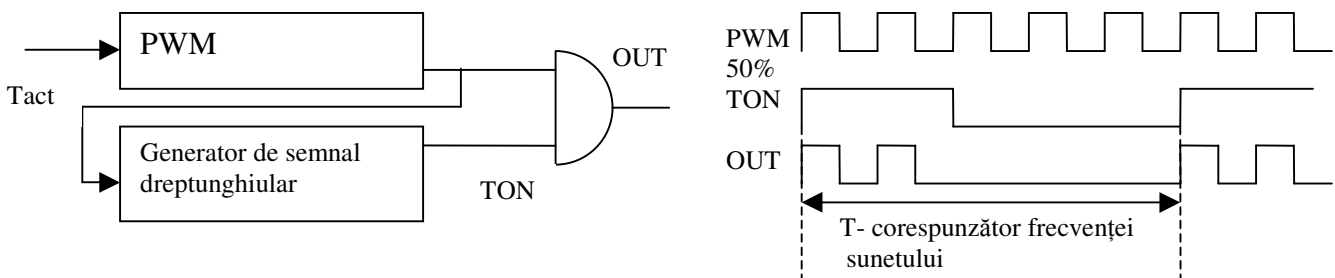 PWM
Tact
Generator de semnal
dreptunghiular
TON
OUT
PWM
50%
TON
OUT
T- corespunzător frecvenței
sunetului